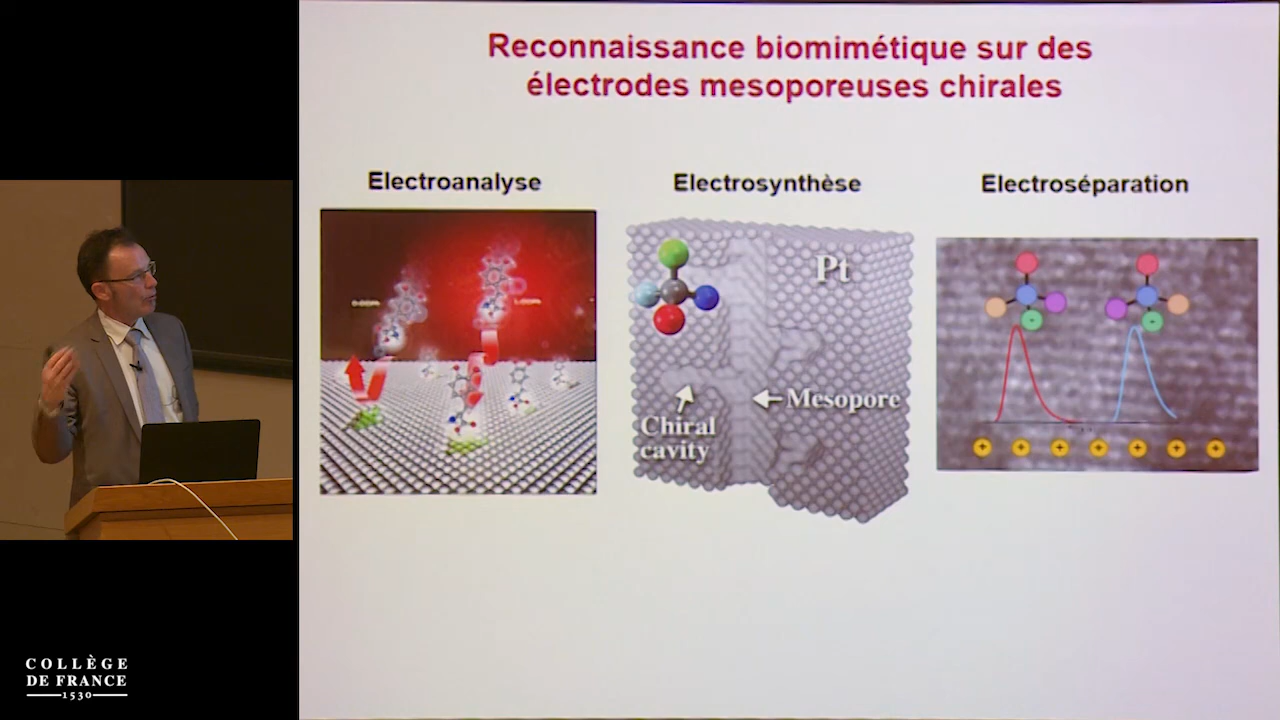 Reconnaissance biomimétique sur des
électrodes mesoporeuses chirales
Electroanalyse
Electrosynthèse
Electroséparation
Pt
Mesopore
Chiral
cavity
- -
+ + + + + + +
COLLÈGE
DE FRANCE
1530